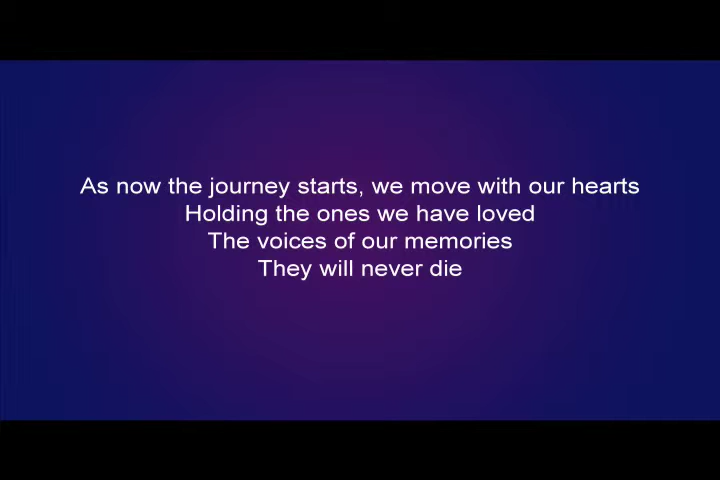 As now the journey starts, we move with our hearts
Holding the ones we have loved
The voices of our memories
They will never die